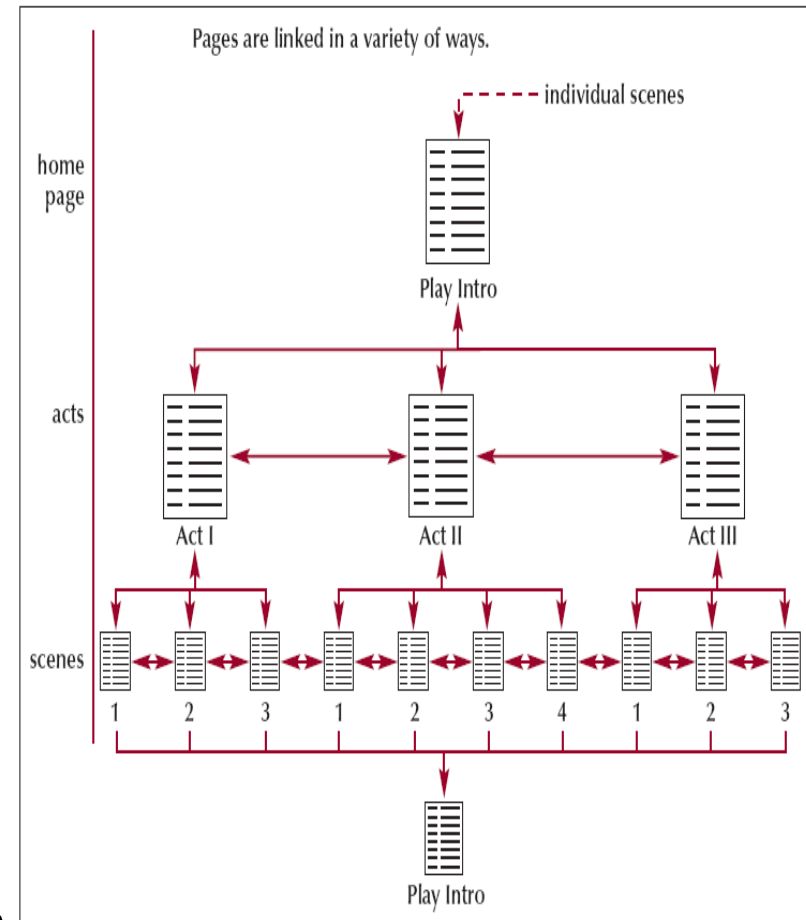 Pages are linked in a variety of ways.
individual scenes
home
page
Play Intro
acts
Act I
Act II
Act III
scenes
1 2 3 1 2 3 4 1 2 3
Play Intro